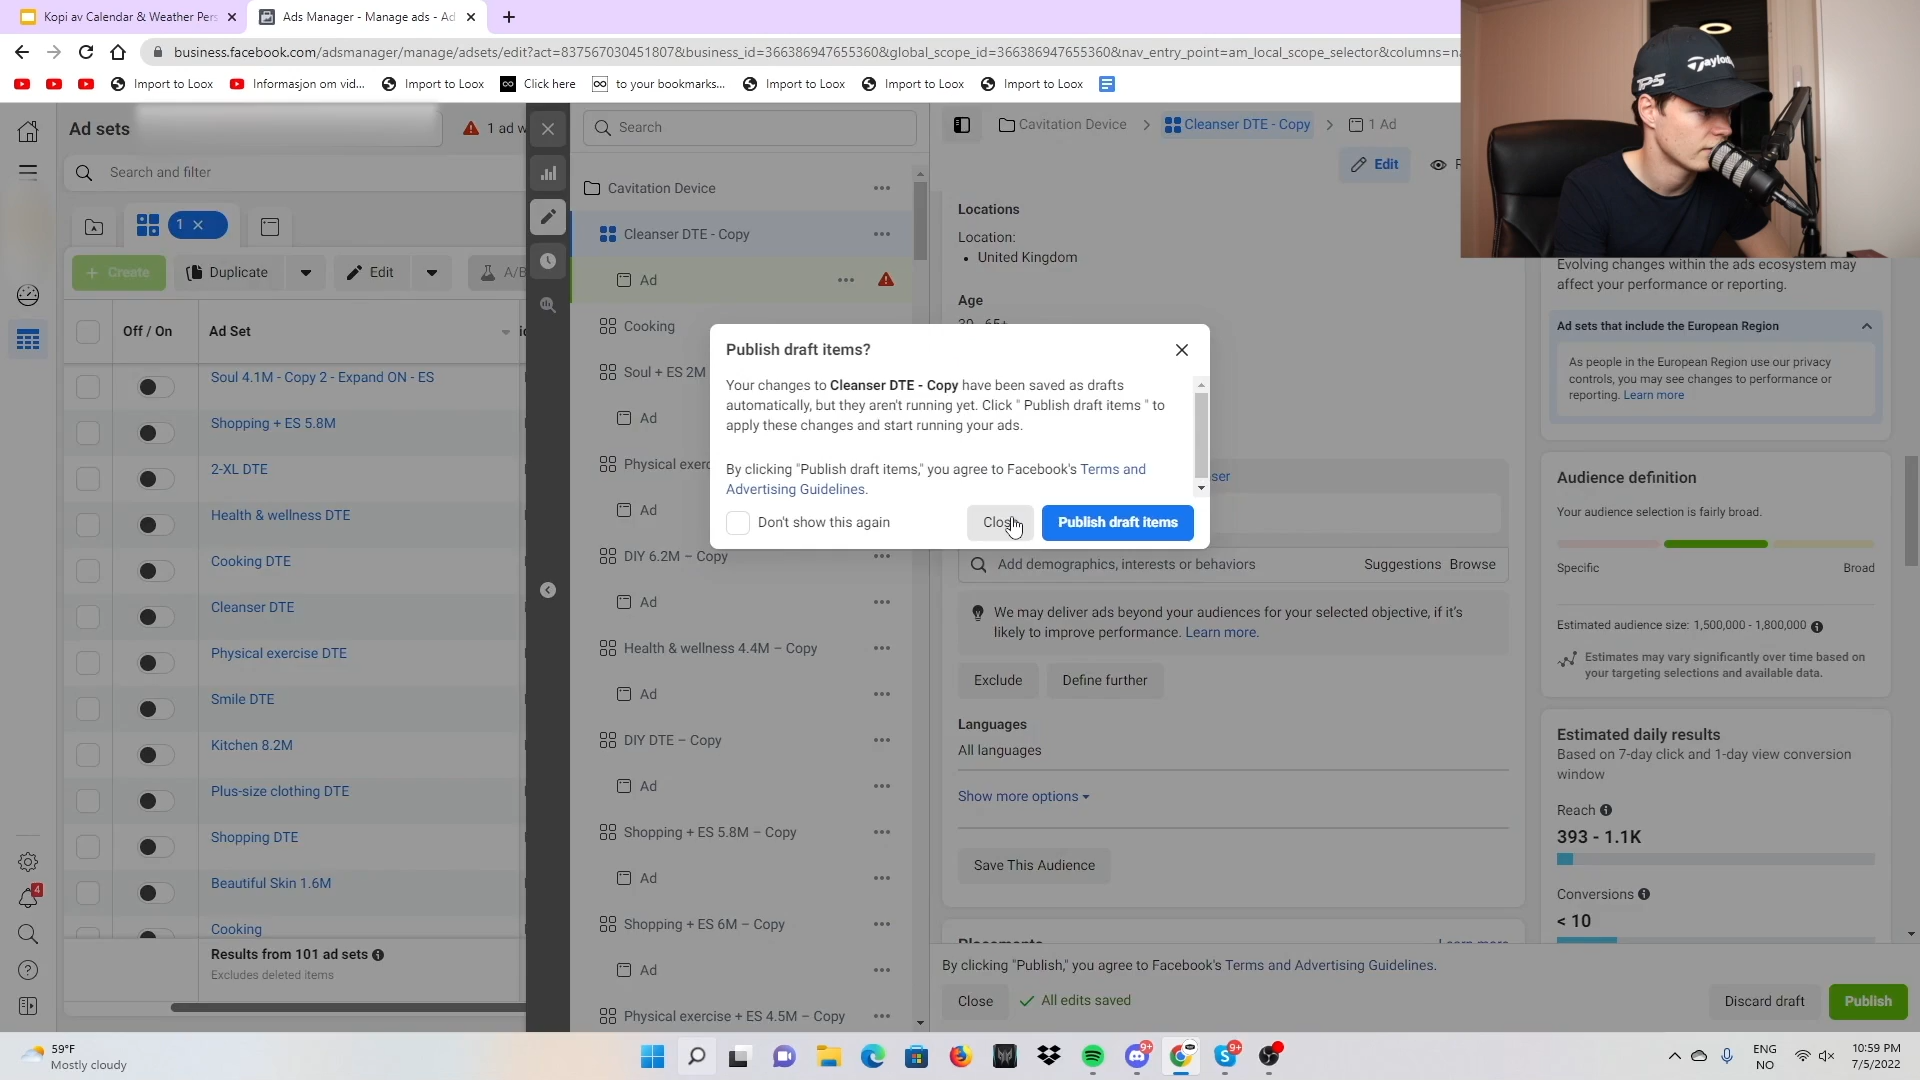 Kopi av Calendar & Weather Pers
Ads Manager - Manage ads - Ad
business.facebook.com/adsmanager/manage/adsets/edit?act=837567030451807&business_id=366386947655360&global_scope_id=366386947655360&nav_entry_point=am_local_scope_selector&columns=na
Import to Loox
Informasjon om vid...
Import to Loox
Click here
to your bookmarks...
Import to Loox
Import to Loox
Import to Loox
Taylo
TP5
Ad sets
1 ad w
Search and filter
1
Create
Duplicate
Edit
A/B
Off / On
Ad Set
Soul 4.1M - Copy 2 - Expand ON - ES
Shopping + ES 5.8M
2-XL DTE
Health & wellness DTE
Cooking DTE
Cleanser DTE
Physical exercise DTE
Smile DTE
Kitchen 8.2M
Plus-size clothing DTE
Shopping DTE
Beautiful Skin 1.6M
Cooking
Results from 101 ad sets
Excludes deleted items
4
Search
Cavitation Device
Cleanser DTE - Copy
Ad
Cooking
Soul + ES 2M
Ad
Physical exerc
Ad
DIY 6.2M – Copy
Ad
Health & wellness 4.4M – Copy
Ad
DIY DTE – Copy
Ad
Shopping + ES 5.8M – Copy
Ad
Shopping + ES 6M – Copy
Ad
Physical exercise + ES 4.5M – Copy
Cavitation Device
Cleanser DTE - Copy
1 Ad
Edit
R
Locations
Location:
United Kingdom
Age
Publish draft items?
Your changes to Cleanser DTE - Copy have been saved as drafts
automatically, but they aren't running yet. Click " Publish draft items " to
apply these changes and start running your ads.
By clicking "Publish draft items," you agree to Facebook's Terms and
Advertising Guidelines.
Don't show this again
Close
Publish draft items
ser
Add demographics, interests or behaviors
Suggestions
Browse
We may deliver ads beyond your audiences for your selected objective, if it's
likely to improve performance. Learn more.
Exclude
Define further
Languages
All languages
Show more options
Save This Audience
Placements
Learn more
By clicking "Publish," you agree to Facebook's Terms and Advertising Guidelines.
Close
All edits saved
Discard draft
Publish
Evolving changes within the ads ecosystem may
affect your performance or reporting.
Ad sets that include the European Region
As people in the European Region use our privacy
controls, you may see changes to performance or
reporting. Learn more
Audience definition
Your audience selection is fairly broad.
Specific
Broad
Estimated audience size: 1,500,000 - 1,800,000
Estimates may vary significantly over time based on
your targeting selections and available data.
Estimated daily results
Based on 7-day click and 1-day view conversion
window
Reach
393 - 1.1K
Conversions
< 10
59°F
Mostly cloudy
9+
9+
ENG
NO
10:59 PM
7/5/2022